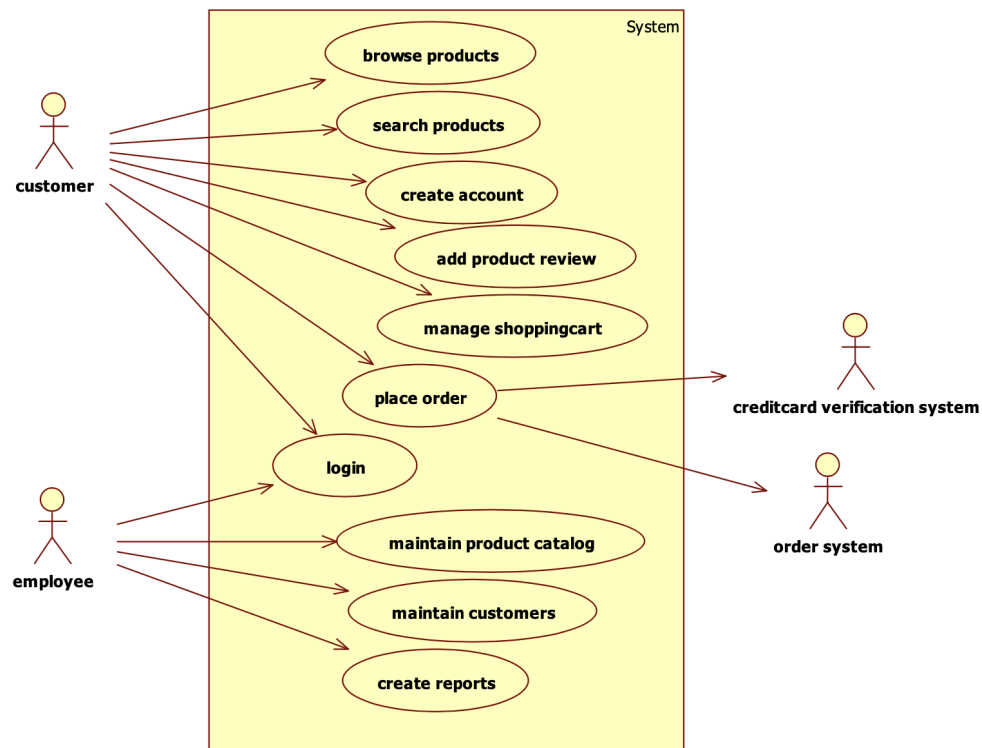 System
browse products
search products
customer
create account
add product review
manage shoppingcart
place order
creditcard verification system
login
order system
maintain product catalog
employee
maintain customers
create reports